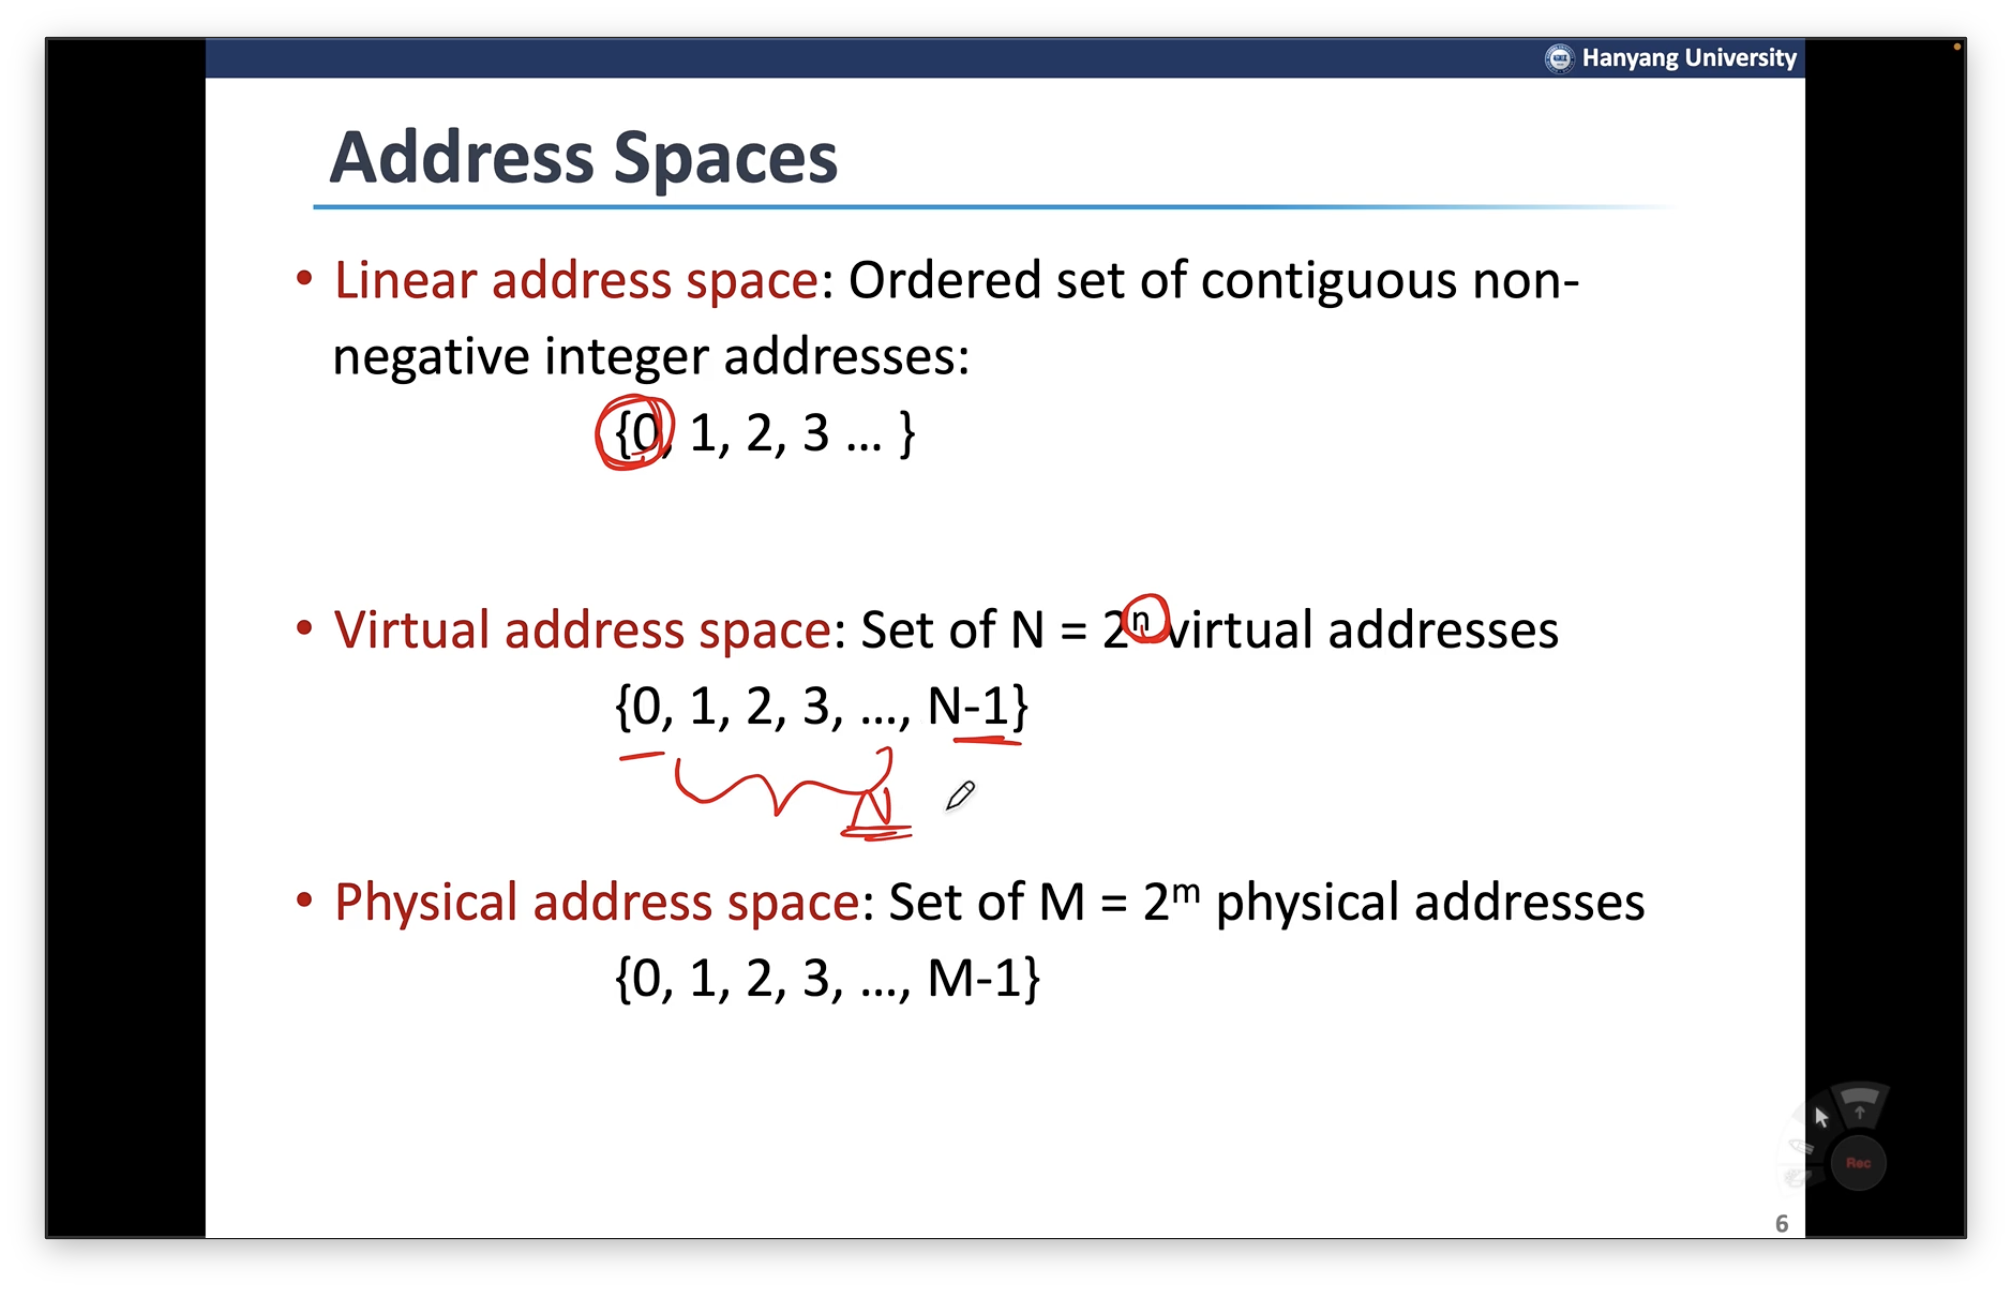 Hanyang University
Address Spaces
• Linear address space: Ordered set of contiguous non-
negative integer addresses:
{0, 1, 2, 3 ... }
• Virtual address space: Set of N = 2ⁿ virtual addresses
{0, 1, 2, 3, ..., N-1}
N
• Physical address space: Set of M = 2ᵐ physical addresses
{0, 1, 2, 3, ..., M-1}
Rec
6